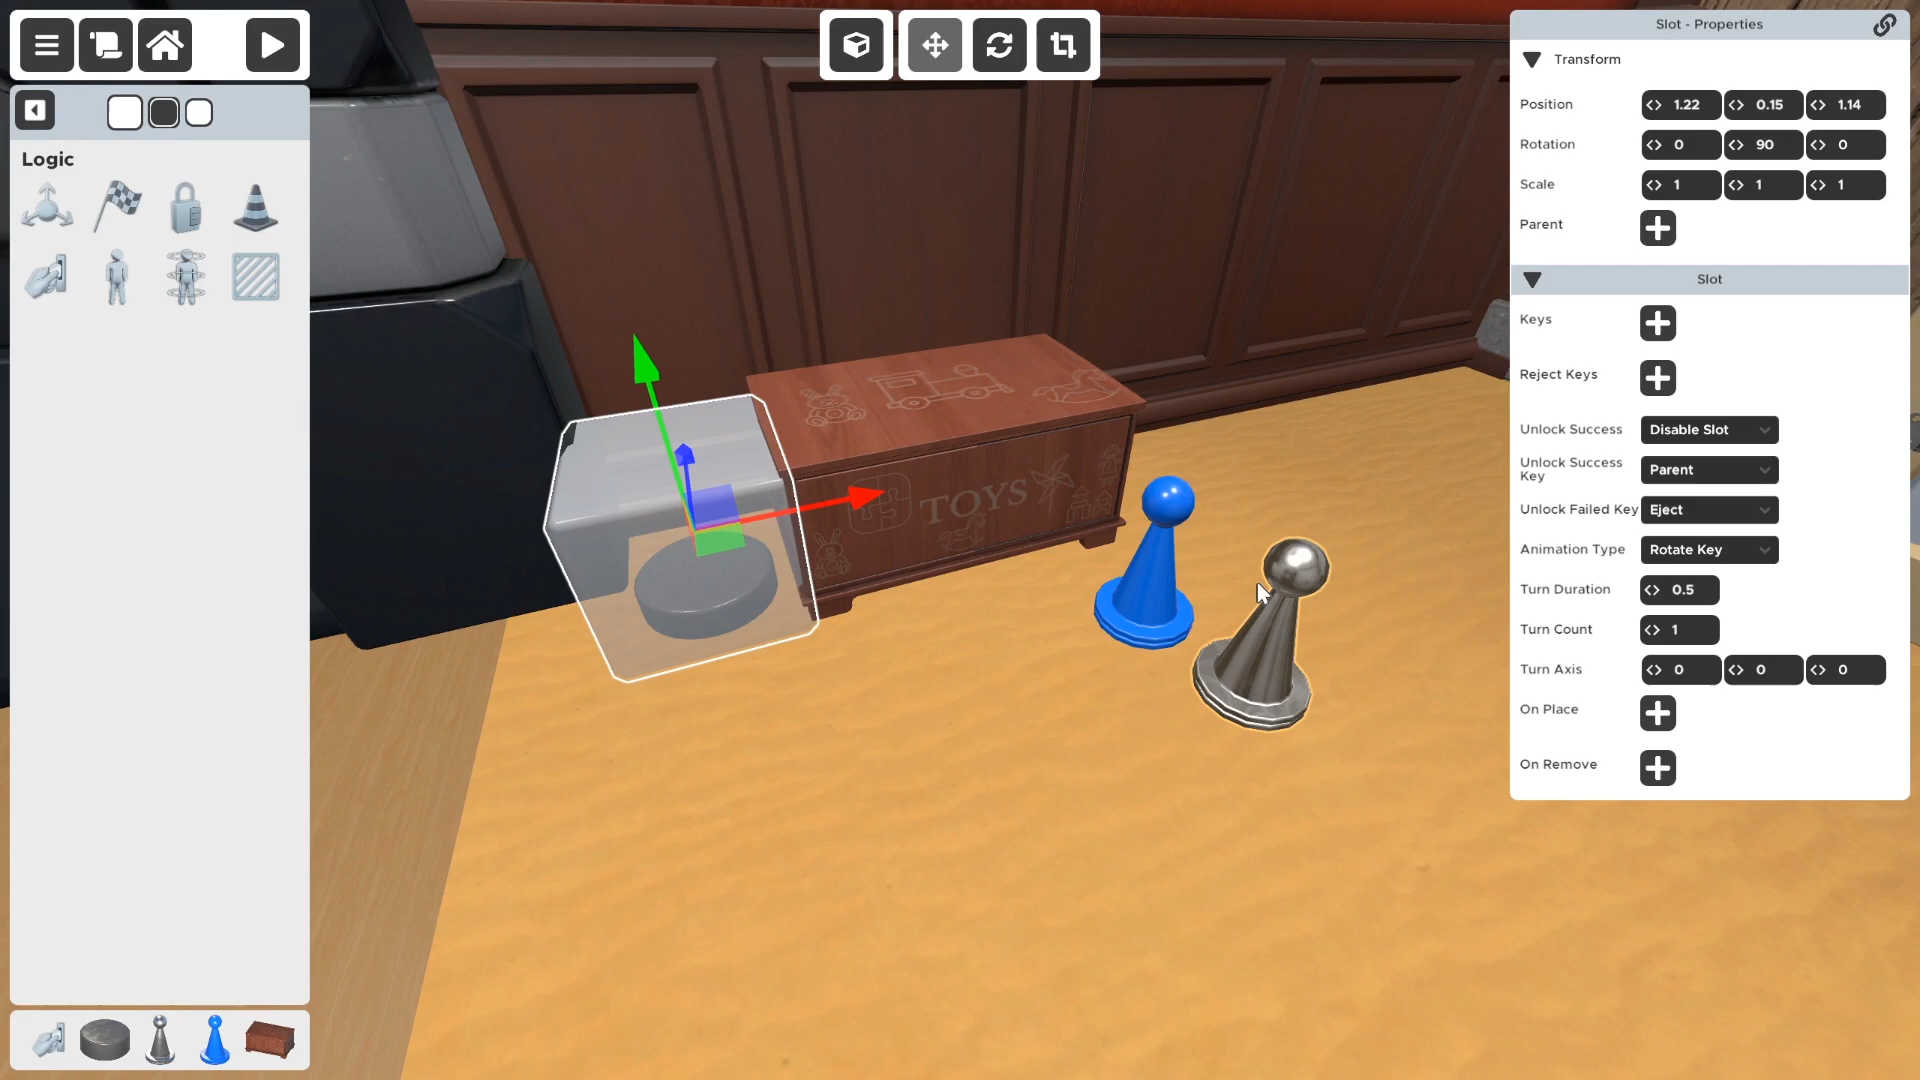 Slot - Properties
Transform
Position 1.22 0.15 1.14
Rotation 0 90 0
Scale 1 1 1
Parent
Slot
Keys
Reject Keys
Unlock Success Disable Slot
Unlock Success Key Parent
Unlock Failed Key Eject
Animation Type Rotate Key
Turn Duration 0.5
Turn Count 1
Turn Axis 0 0 0
On Place
On Remove
Logic
TOYS